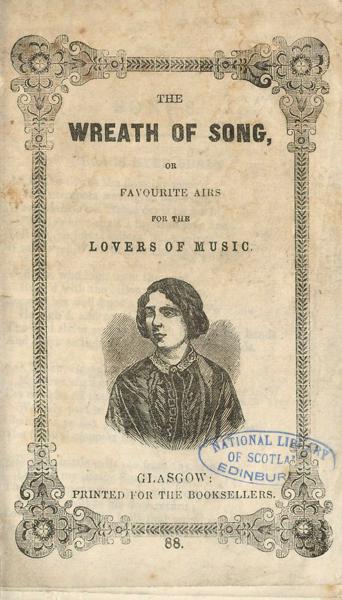 THE
WREATH OF SONG,
OR
FAVOURITE AIRS
FOR THE
LOVERS OF MUSIC.
NATIONAL LIBRARY
OF SCOTLA
EDINBUR
GLASGOW:
PRINTED FOR THE BOOKSELLERS.
88.